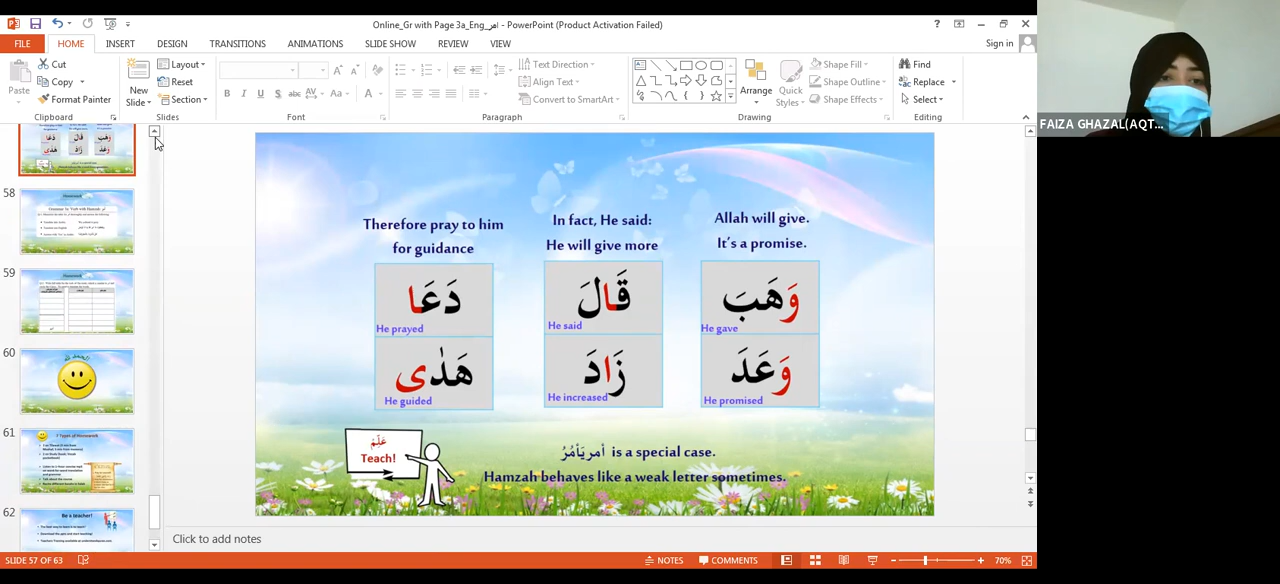 Online_Gr with Page 3a_Eng_اهر - PowerPoint (Product Activation Failed)
Sign in
FILE HOME INSERT DESIGN TRANSITIONS ANIMATIONS SLIDE SHOW REVIEW VIEW
Paste
Cut
Copy
Format Painter
Clipboard
New
Slide
Layout
Reset
Section
Slides
B I U S abc AV Aa A
Font
Text Direction
Align Text
Convert to SmartArt
Paragraph
Arrange
Quick
Styles
Shape Fill
Shape Outline
Shape Effects
Drawing
Find
Replace
Select
Editing
FAIZA GHAZAL(AQT...
58
59
60
61
62
Be a teacher!
Therefore pray to him
for guidance
In fact, He said:
He will give more
Allah will give.
It's a promise.
دَعَا
He prayed
هَدٰى
He guided
قَالَ
He said
زَادَ
He increased
وَهَبَ
He gave
وَعَدَ
He promised
عَلِّمْ
Teach!
أمر يَأْمُرُ is a special case.
Hamzah behaves like a weak letter sometimes.
Click to add notes
SLIDE 57 OF 63
NOTES
COMMENTS
70%